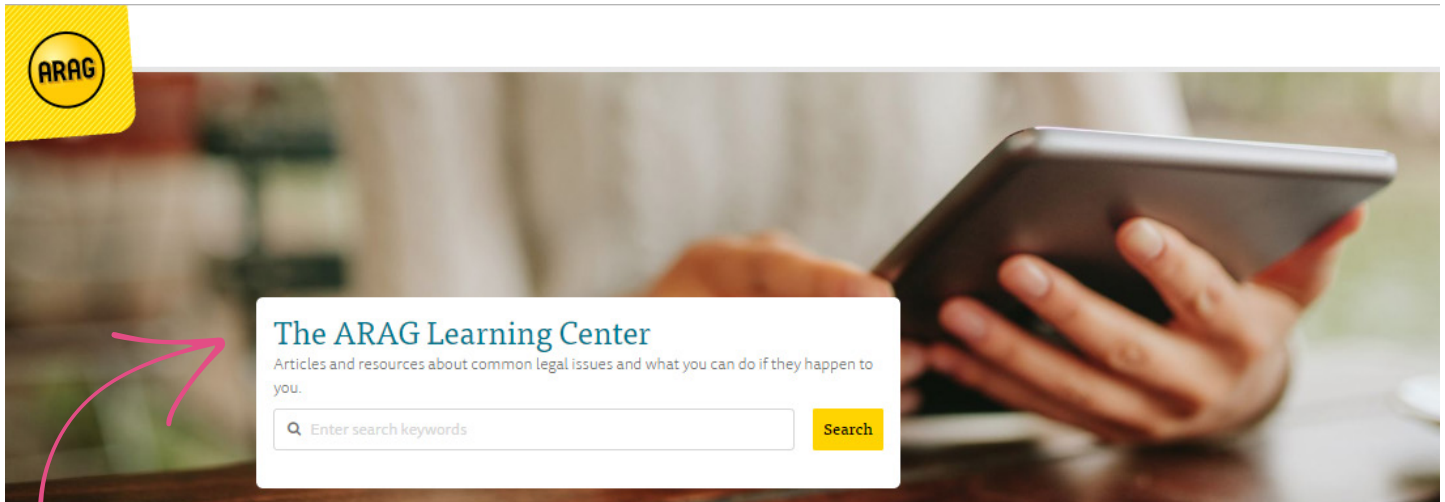 ARAG
The ARAG Learning Center
Articles and resources about common legal issues and what you can do if they happen to
you.
Enter search keywords
Search